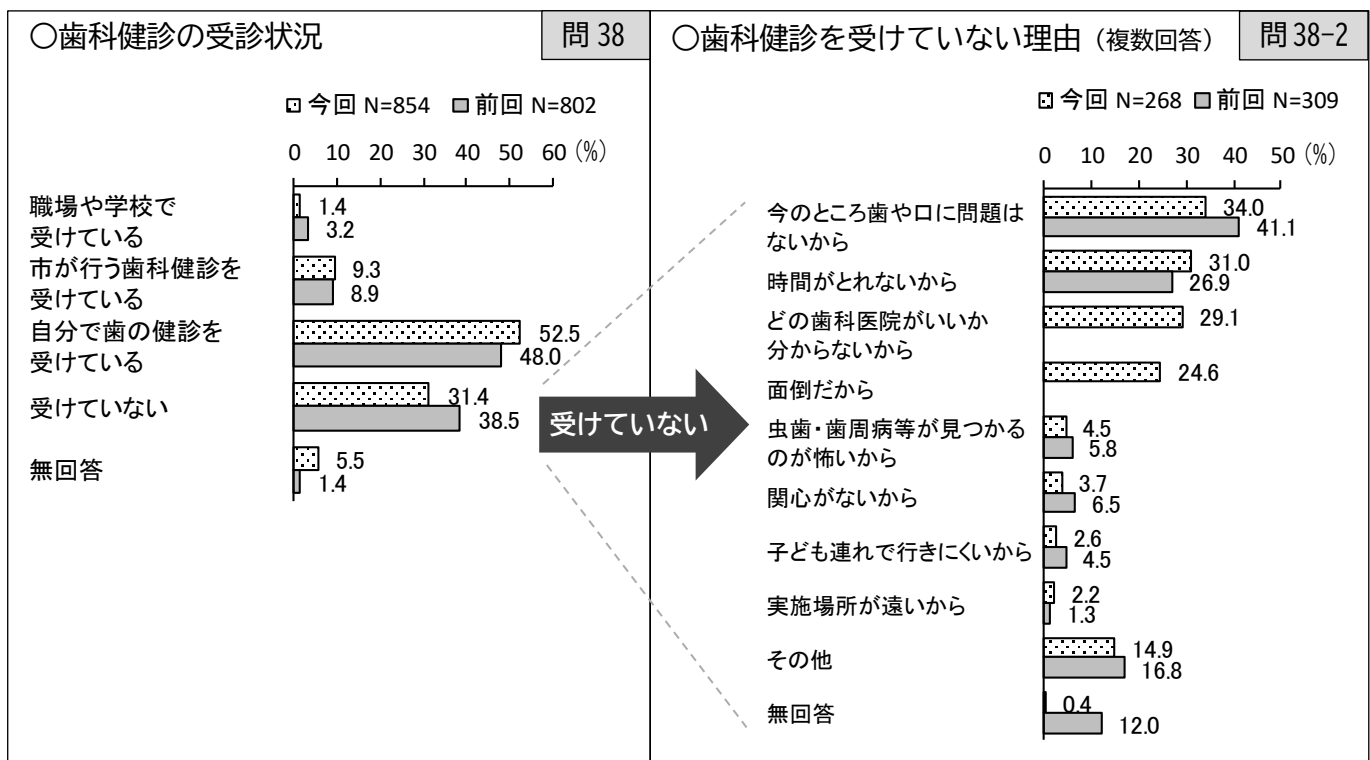 〇歯科健診の受診状況
問 38
今回 N=854 前回 N=802
0 10 20 30 40 50 60 (%)
職場や学校で
受けている
1.4
3.2
市が行う歯科健診を
受けている
9.3
8.9
自分で歯の健診を
受けている
52.5
48.0
受けていない
31.4
38.5
無回答
5.5
1.4
受けていない
〇歯科健診を受けていない理由（複数回答）
問 38-2
今回 N=268 前回 N=309
0 10 20 30 40 50 (%)
今のところ歯や口に問題は
ないから
34.0
41.1
時間がとれないから
31.0
26.9
どの歯科医院がいいか
分からないから
29.1
面倒だから
24.6
虫歯・歯周病等が見つかる
のが怖いから
4.5
5.8
関心がないから
3.7
6.5
子ども連れで行きにくいから
2.6
4.5
実施場所が遠いから
2.2
1.3
その他
14.9
16.8
無回答
0.4
12.0